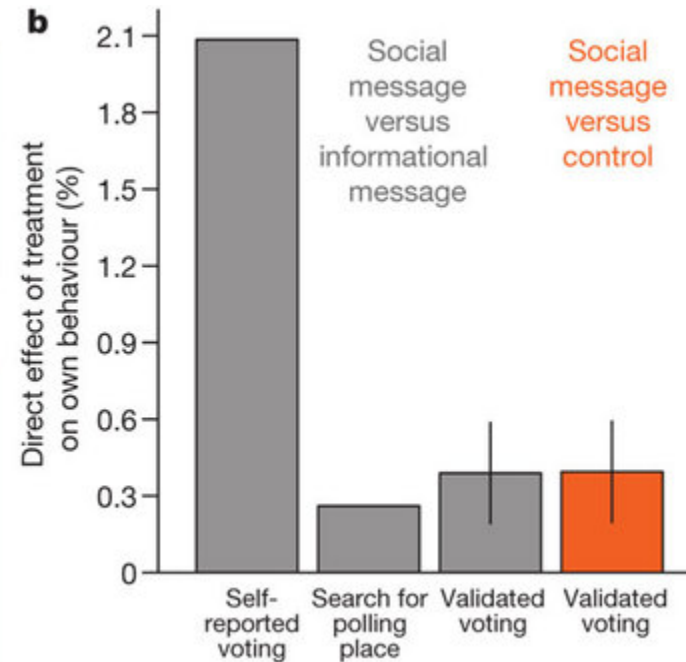 b
Direct effect of treatment
on own behaviour (%)
2.1
1.8
1.5
1.2
0.9
0.6
0.3
0
Social
message
versus
informational
message
Social
message
versus
control
Self-
reported
voting
Search for
polling
place
Validated
voting
Validated
voting